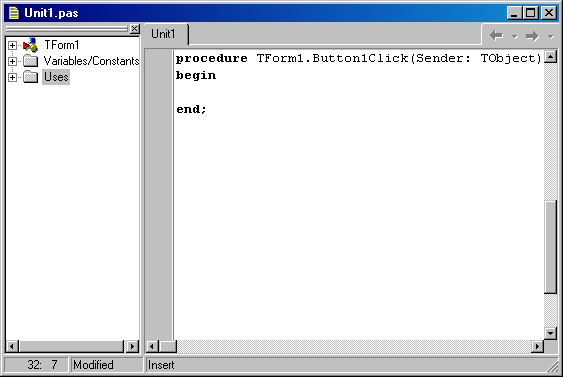 Unit1.pas
TForm1
Variables/Constants
Uses
Unit1
procedure TForm1.Button1Click(Sender: TObject)
begin
end;
32: 7 Modified Insert